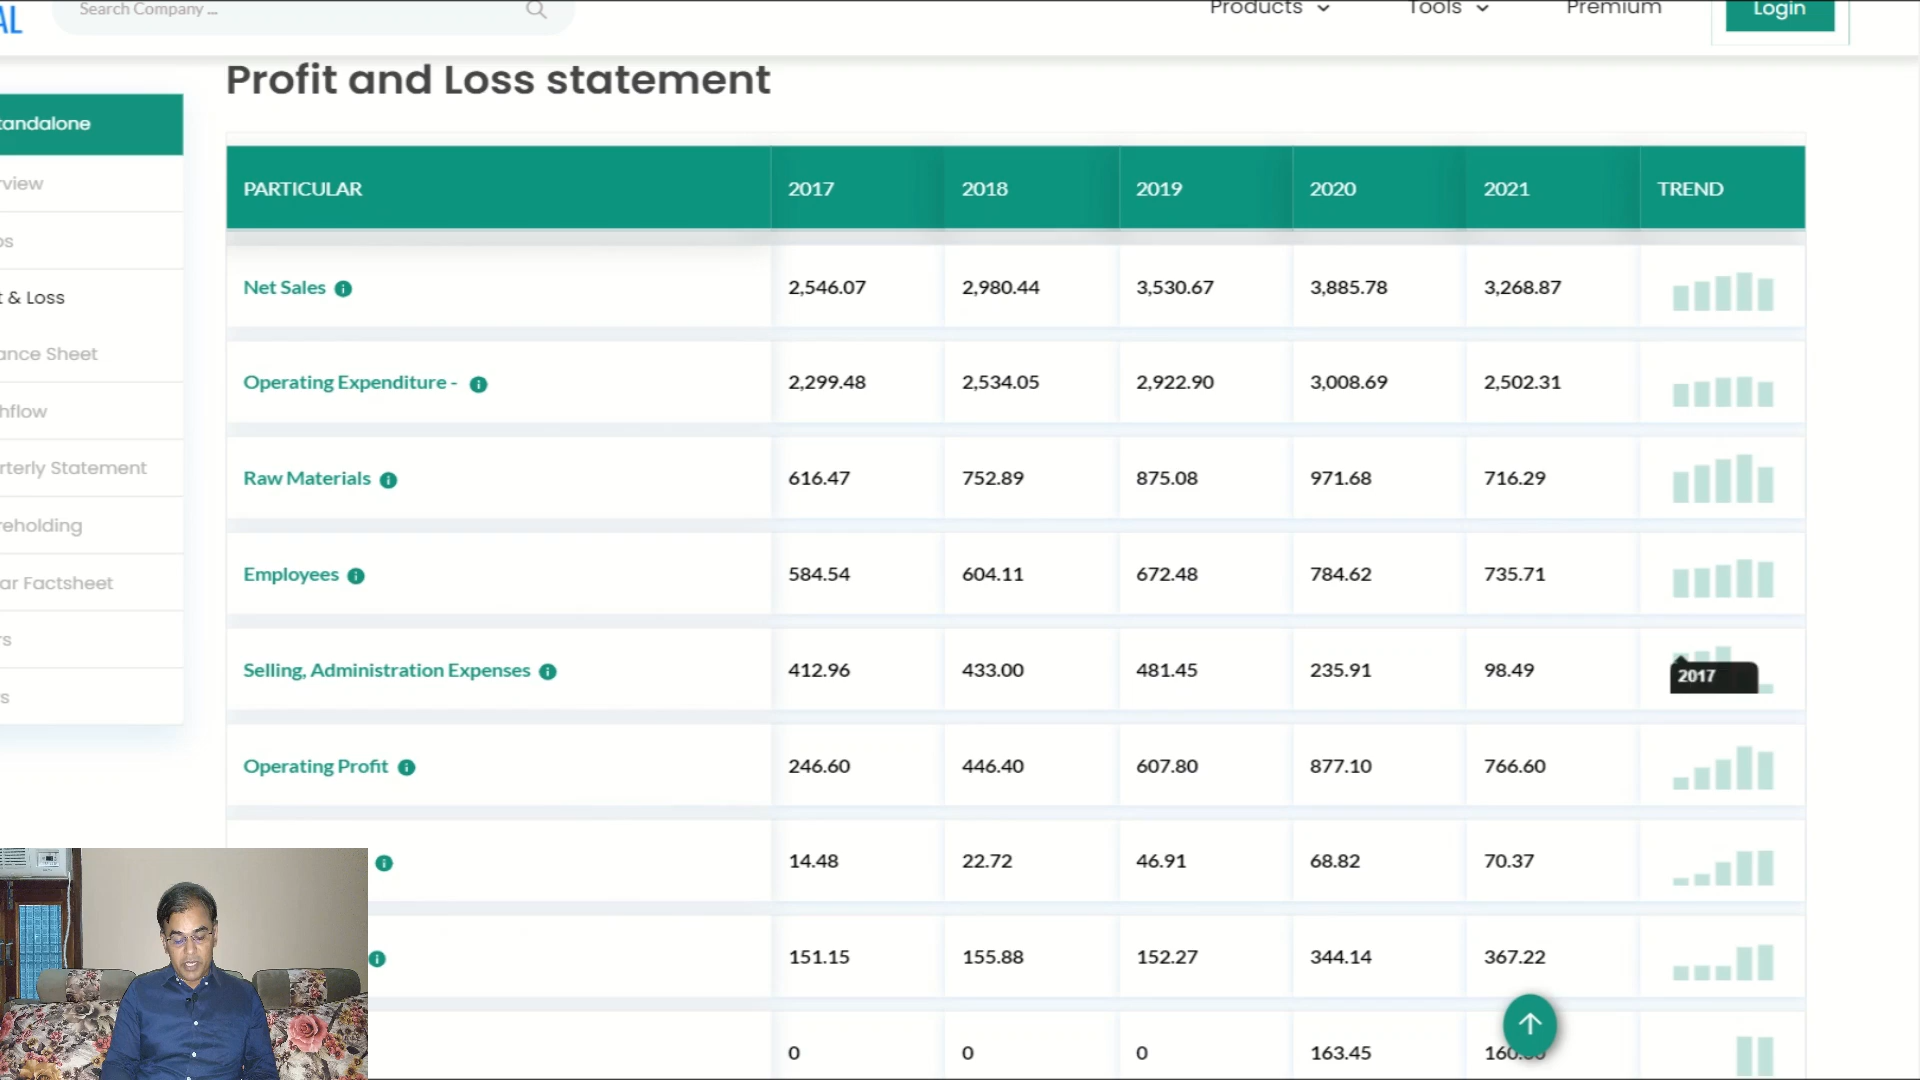 AL
Search Company ...
Products
Tools
Premium
Login
Profit and Loss statement
tandalone
rview
os
t & Loss
ance Sheet
hflow
rterly Statement
reholding
ar Factsheet
rs
s
PARTICULAR 2017 2018 2019 2020 2021 TREND
Net Sales 2,546.07 2,980.44 3,530.67 3,885.78 3,268.87
Operating Expenditure - 2,299.48 2,534.05 2,922.90 3,008.69 2,502.31
Raw Materials 616.47 752.89 875.08 971.68 716.29
Employees 584.54 604.11 672.48 784.62 735.71
Selling, Administration Expenses 412.96 433.00 481.45 235.91 98.49 2017
Operating Profit 246.60 446.40 607.80 877.10 766.60
14.48 22.72 46.91 68.82 70.37
151.15 155.88 152.27 344.14 367.22
0 0 0 163.45